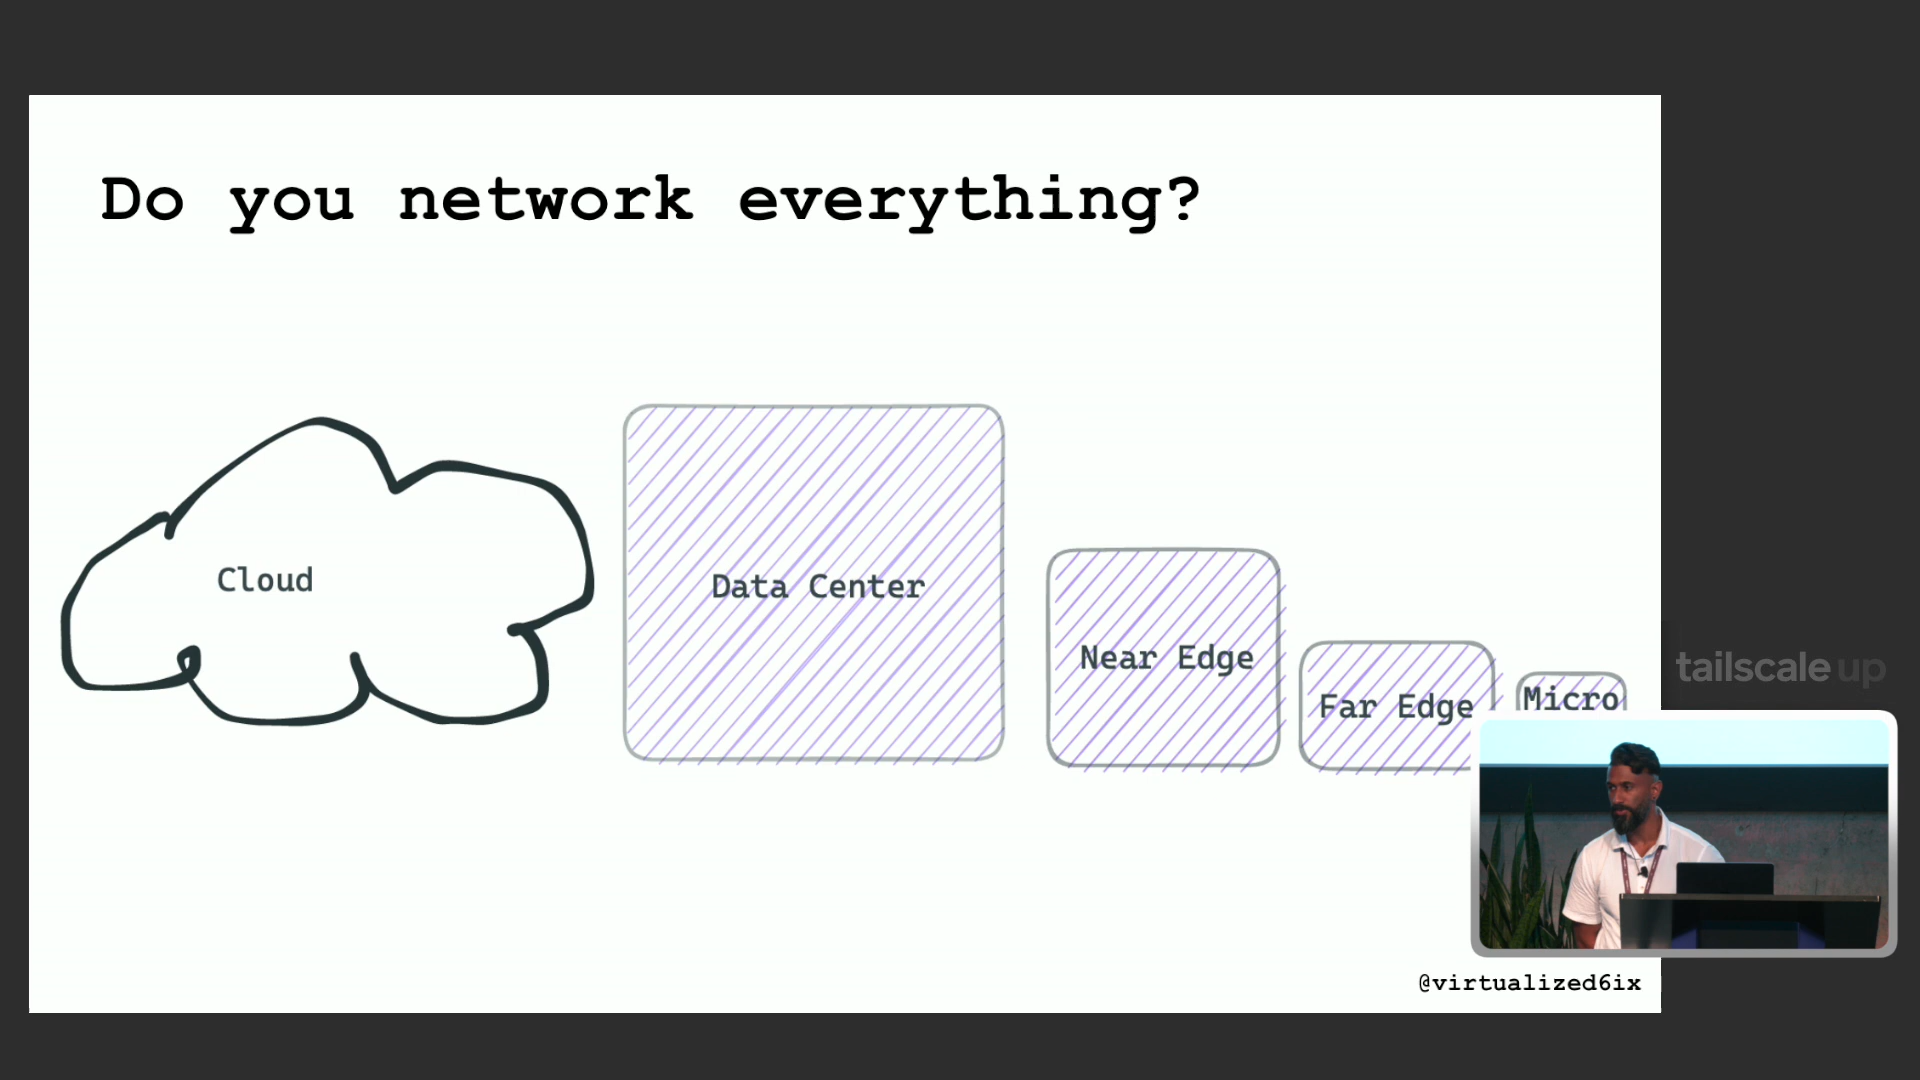 Do you network everything?
Cloud
Data Center
Near Edge
Far Edge
Micro
tailscale up
@virtualized6ix